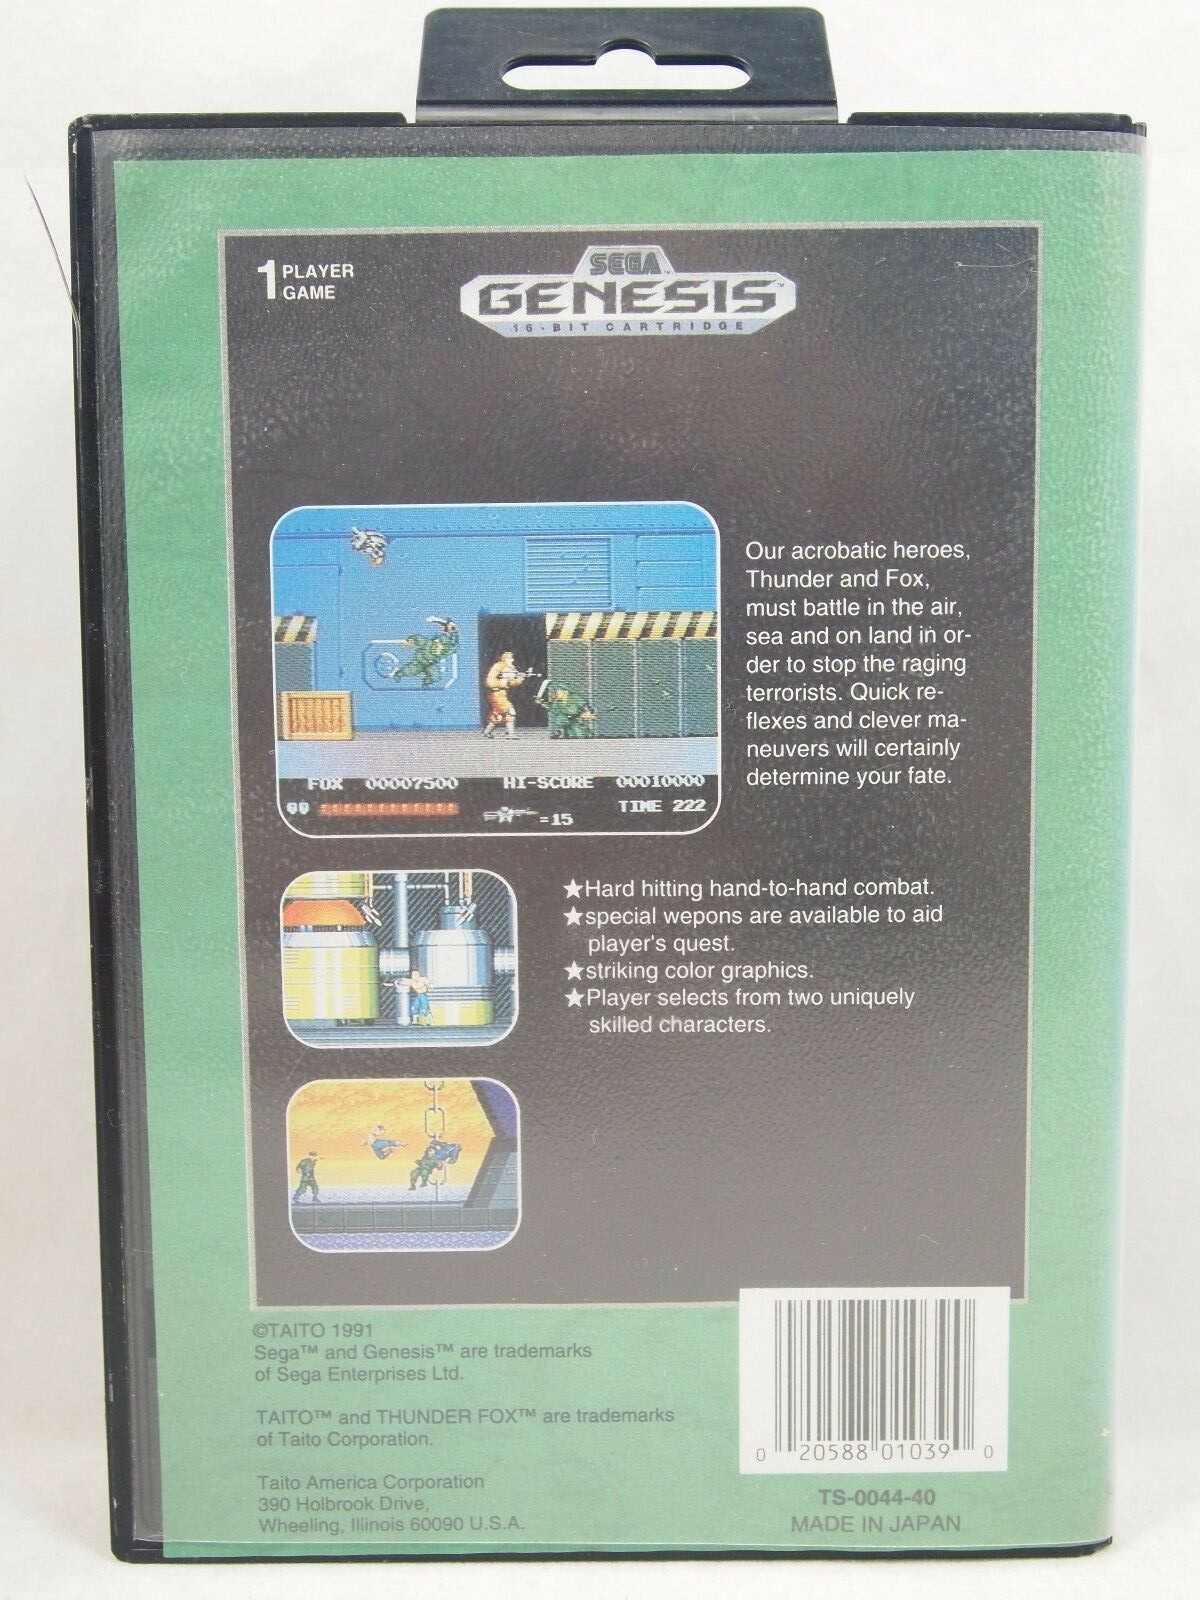 1 PLAYER
GAME
SEGA™
GENESIS™
16-BIT CARTRIDGE
Our acrobatic heroes,
Thunder and Fox,
must battle in the air,
sea and on land in or-
der to stop the raging
terrorists. Quick re-
flexes and clever ma-
neuvers will certainly
determine your fate.
FOX 00007500 HI-SCORE 00010000
=15 TIME 222
★Hard hitting hand-to-hand combat.
★special wepons are available to aid
player's quest.
★striking color graphics.
★Player selects from two uniquely
skilled characters.
©TAITO 1991
Sega™ and Genesis™ are trademarks
of Sega Enterprises Ltd.
TAITO™ and THUNDER FOX™ are trademarks
of Taito Corporation.
Taito America Corporation
390 Holbrook Drive,
Wheeling, Illinois 60090 U.S.A.
0 20588 01039 0
TS-0044-40
MADE IN JAPAN